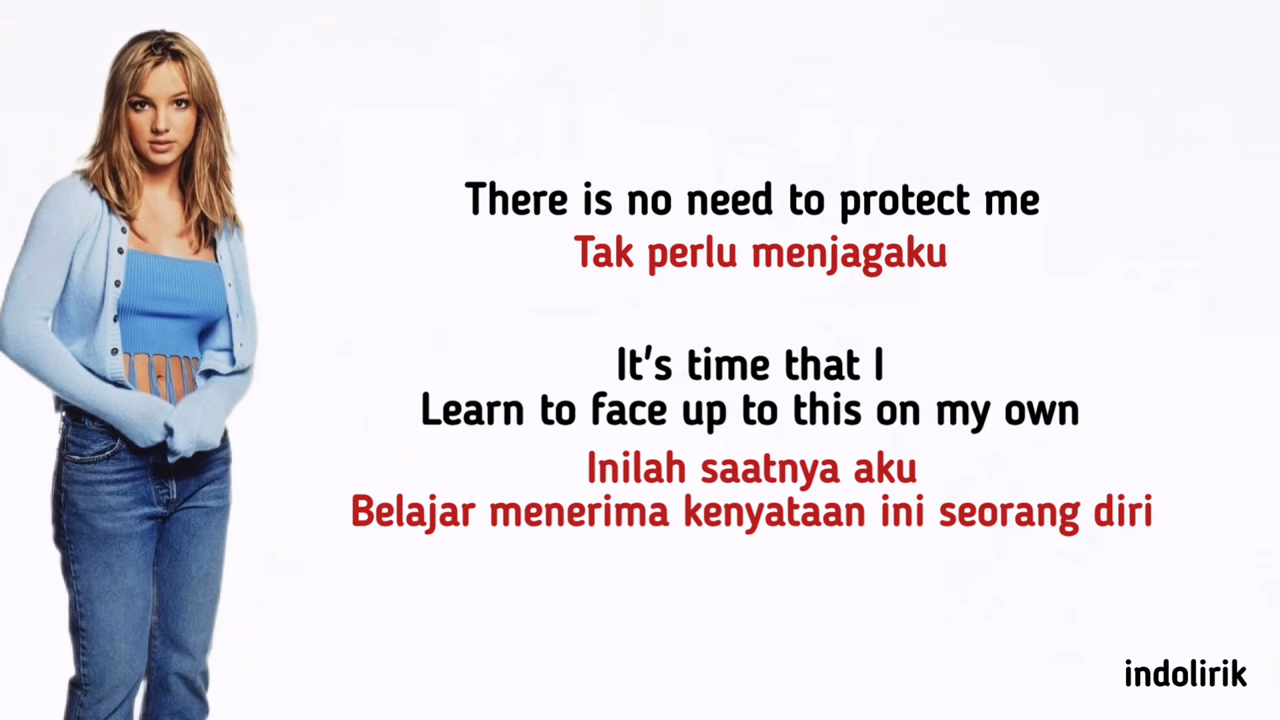 There is no need to protect me
Tak perlu menjagaku
It's time that I
Learn to face up to this on my own
Inilah saatnya aku
Belajar menerima kenyataan ini seorang diri
indolirik